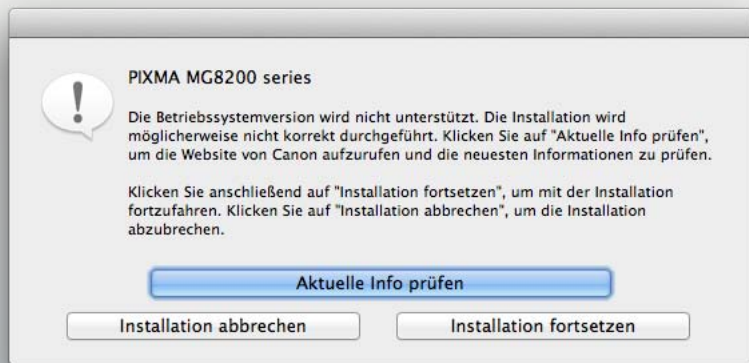 !
PIXMA MG8200 series
Die Betriebssystemversion wird nicht unterstützt. Die Installation wird
möglicherweise nicht korrekt durchgeführt. Klicken Sie auf "Aktuelle Info prüfen",
um die Website von Canon aufzurufen und die neuesten Informationen zu prüfen.
Klicken Sie anschließend auf "Installation fortsetzen", um mit der Installation
fortzufahren. Klicken Sie auf "Installation abbrechen", um die Installation
abzubrechen.
Aktuelle Info prüfen
Installation abbrechen
Installation fortsetzen